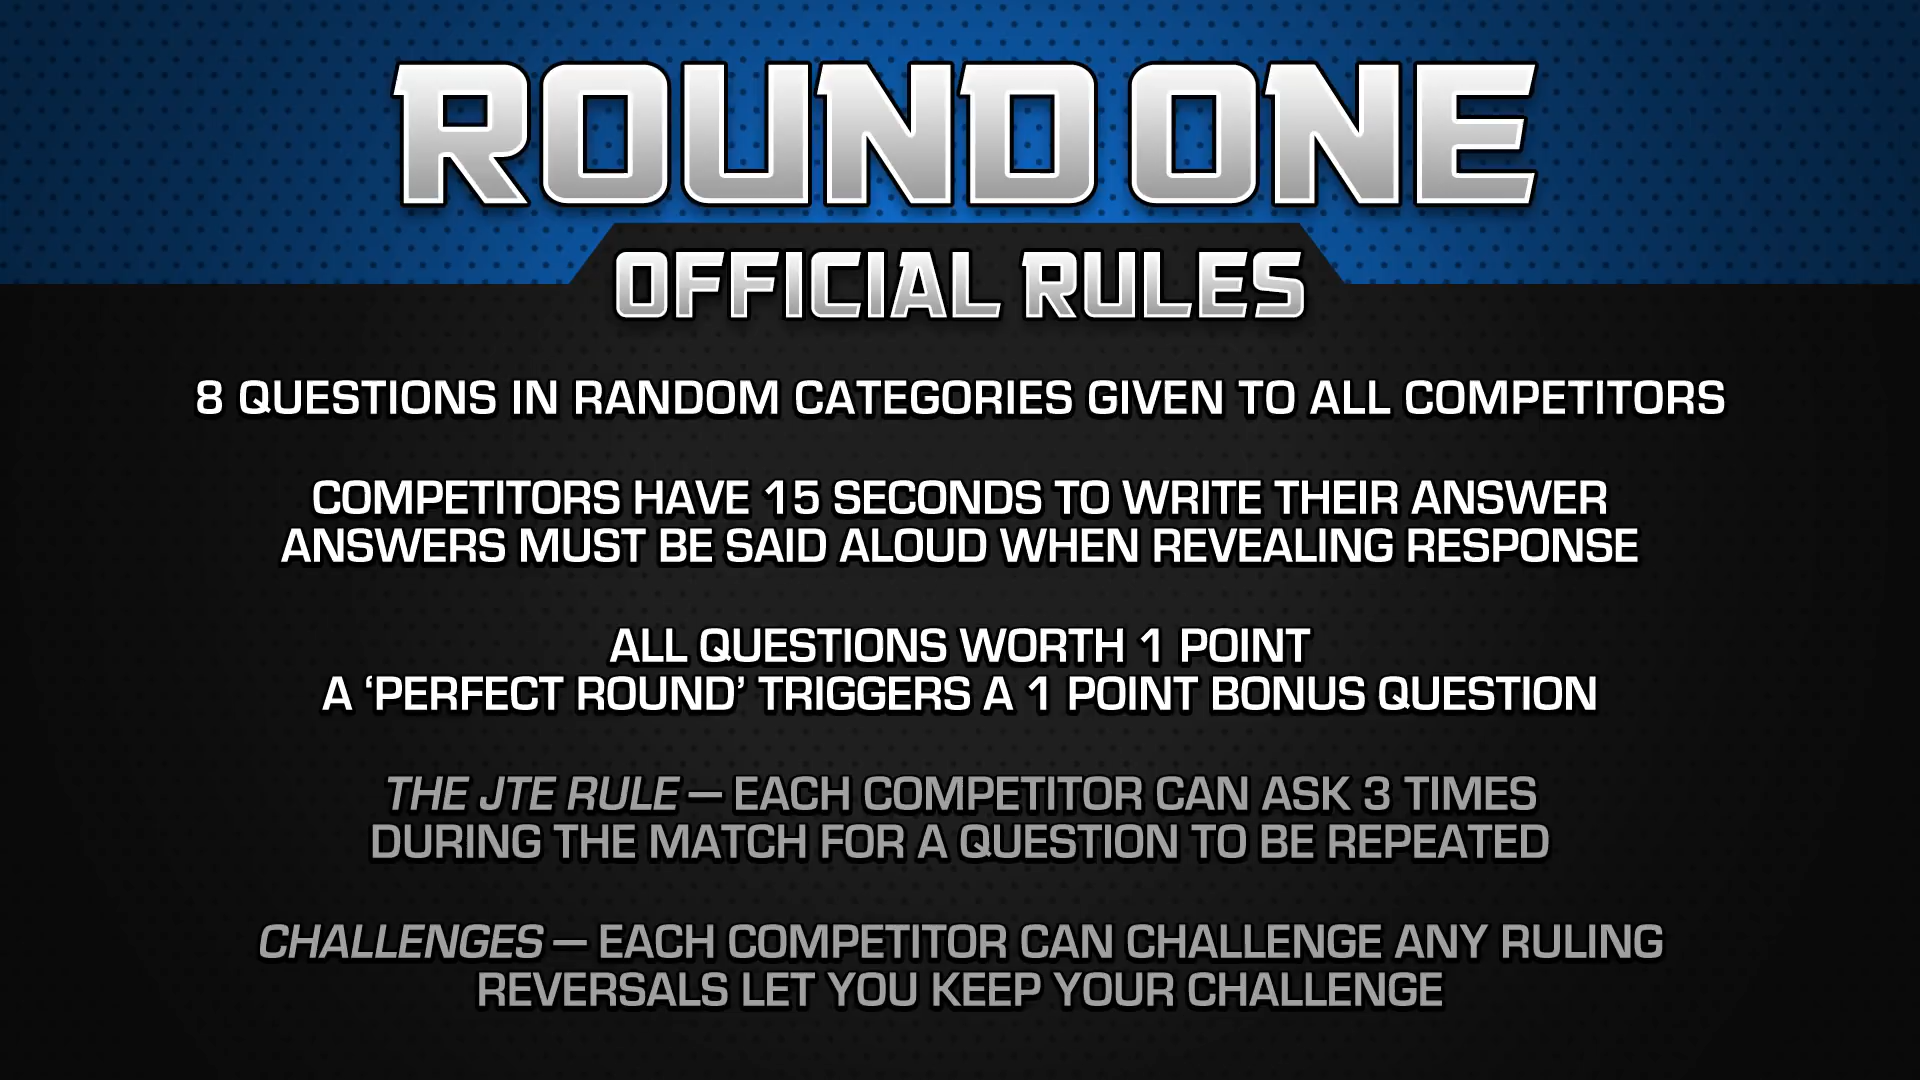 ROUND ONE
OFFICIAL RULES
8 QUESTIONS IN RANDOM CATEGORIES GIVEN TO ALL COMPETITORS
COMPETITORS HAVE 15 SECONDS TO WRITE THEIR ANSWER
ANSWERS MUST BE SAID ALOUD WHEN REVEALING RESPONSE
ALL QUESTIONS WORTH 1 POINT
A ‘PERFECT ROUND’ TRIGGERS A 1 POINT BONUS QUESTION
THE JTE RULE — EACH COMPETITOR CAN ASK 3 TIMES
DURING THE MATCH FOR A QUESTION TO BE REPEATED
CHALLENGES — EACH COMPETITOR CAN CHALLENGE ANY RULING
REVERSALS LET YOU KEEP YOUR CHALLENGE